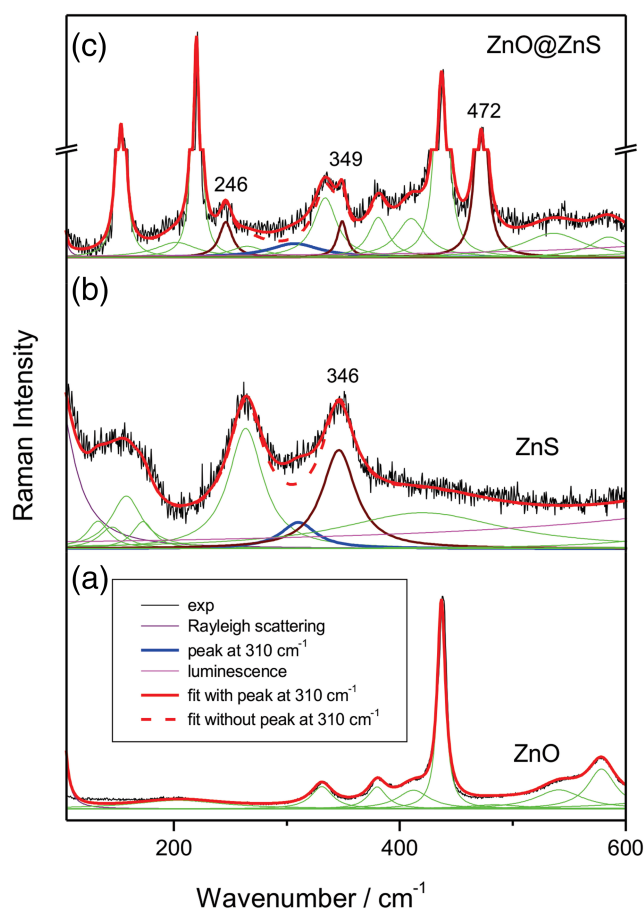 (c)
ZnO@ZnS
472
349
246
(b)
346
ZnS
(a)
exp
Rayleigh scattering
peak at 310 cm⁻¹
luminescence
fit with peak at 310 cm⁻¹
fit without peak at 310 cm⁻¹
ZnO
200
400
600
Wavenumber / cm⁻¹
Raman Intensity